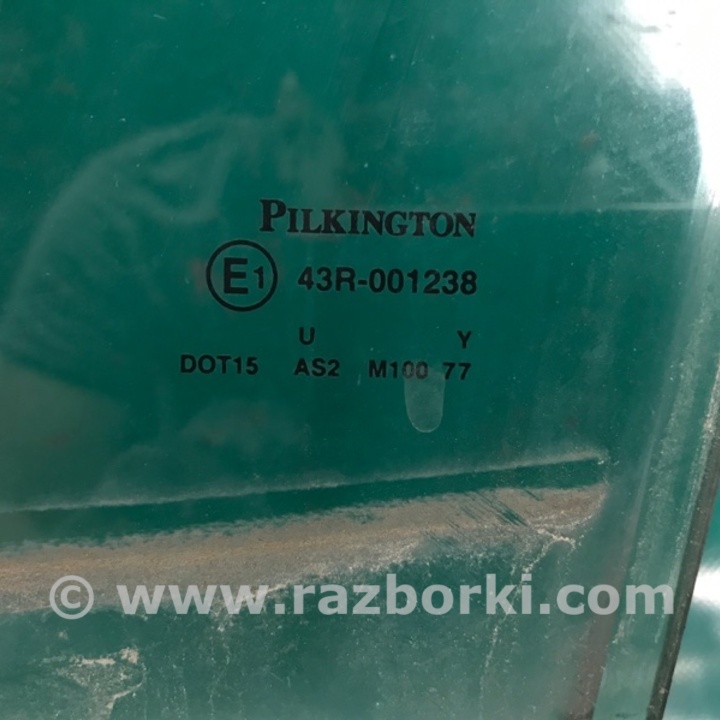 PILKINGTON
E1 43R-001238
U Y
DOT15 AS2 M100 77
© www.razborki.com